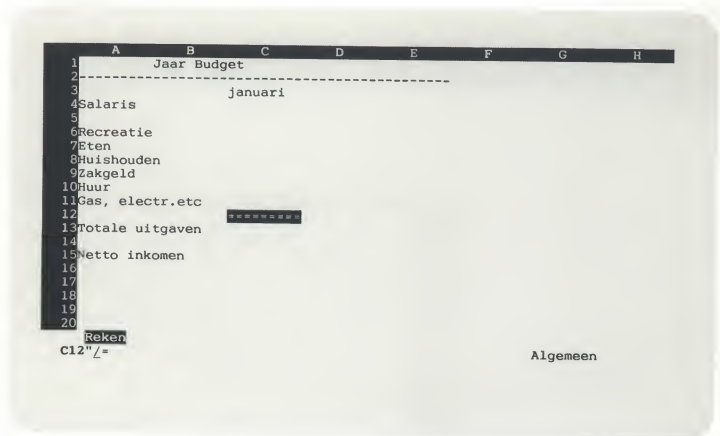 A B C D E F G H
1 Jaar Budget
2 --------------------------------------------------
3 januari
4 Salaris
5
6 Recreatie
7 Eten
8 Huishouden
9 Zakgeld
10 Huur
11 Gas, electr.etc
12 =========
13 Totale uitgaven
14
15 Netto inkomen
16
17
18
19
20
Reken
C12"/= Algemeen